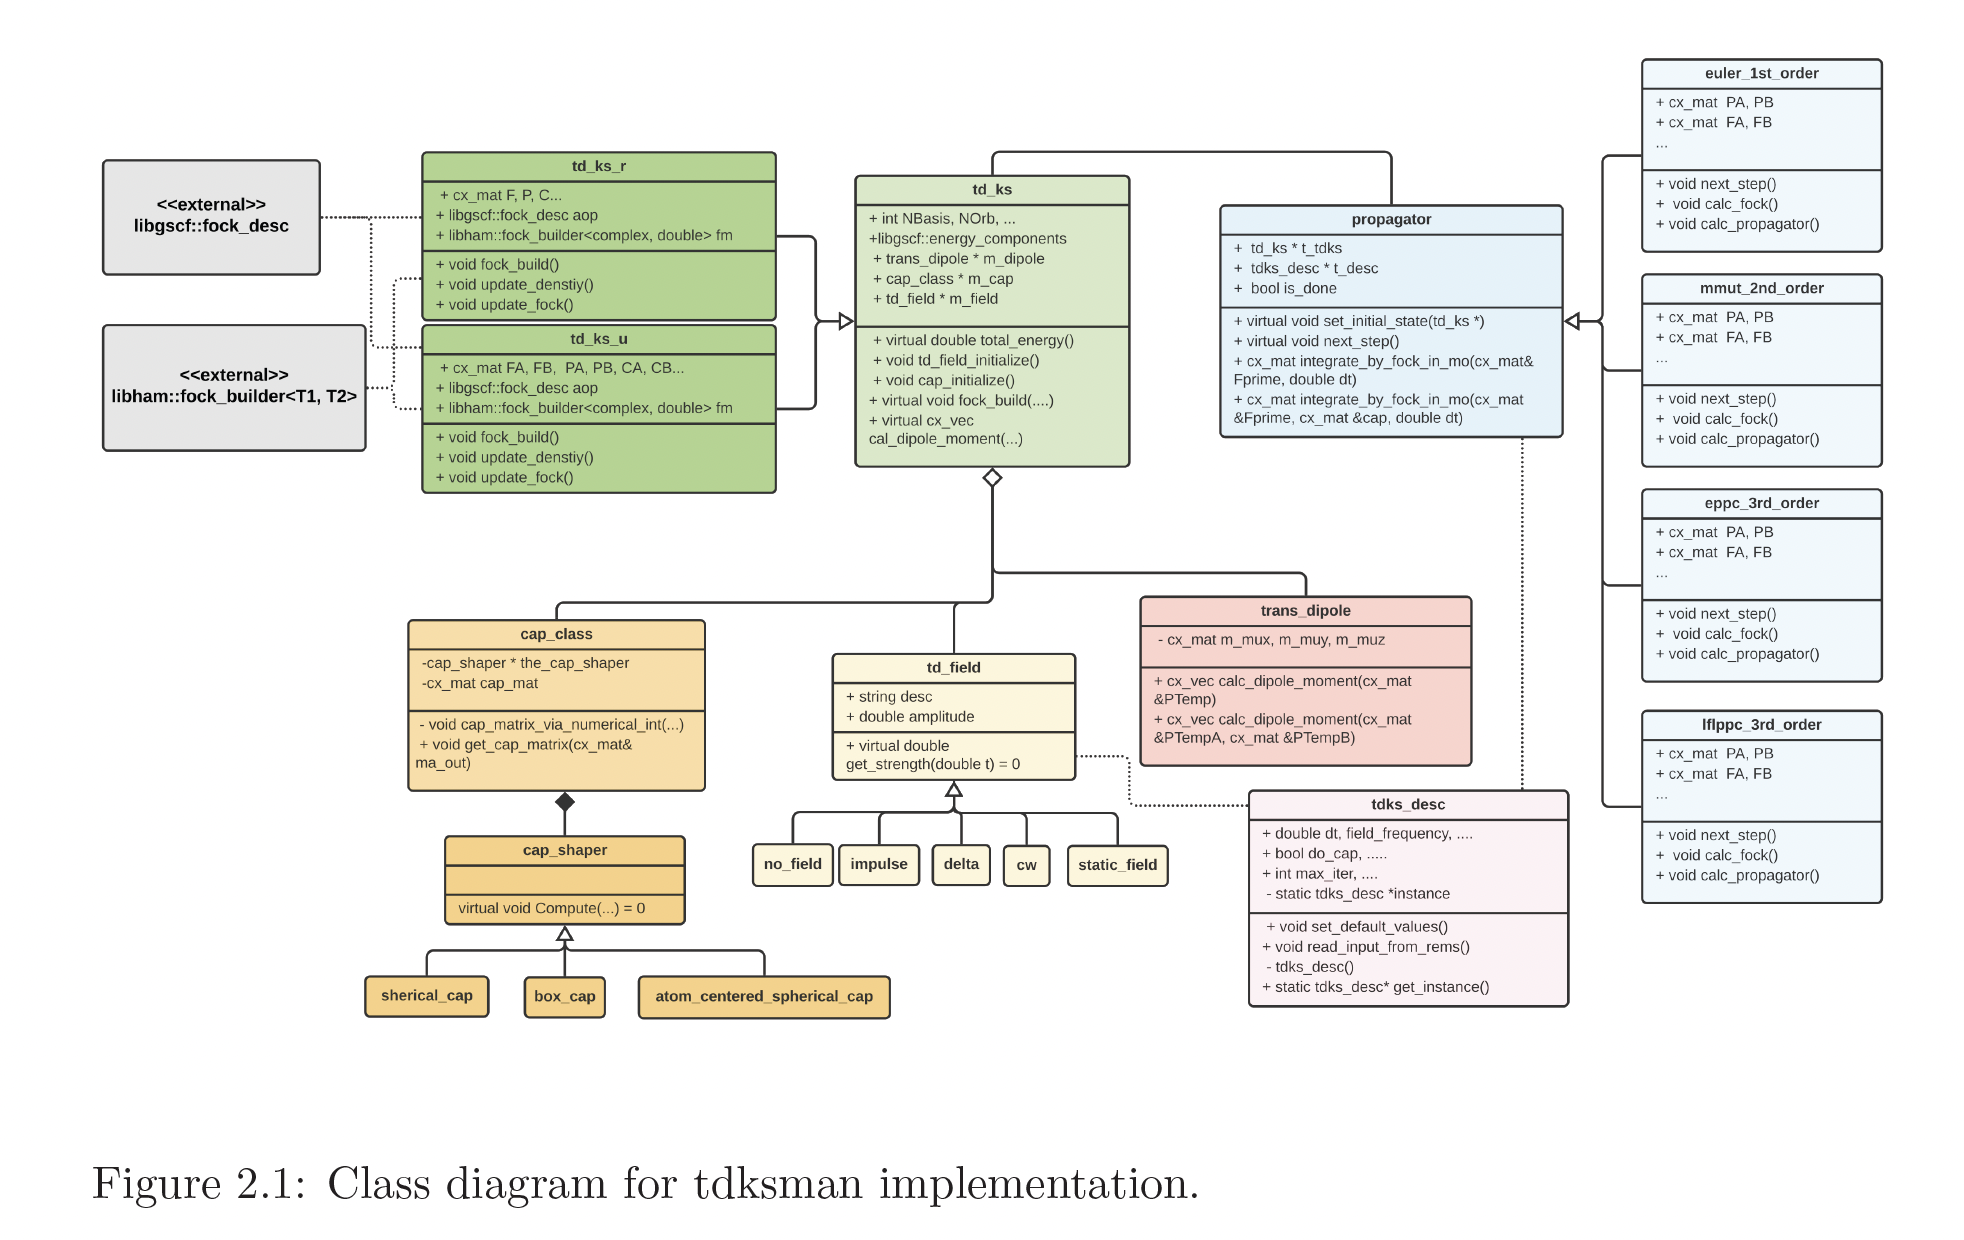 <<external>>
libgscf::fock_desc
<<external>>
libham::fock_builder<T1, T2>
td_ks_r
+ cx_mat F, P, C...
+ libgscf::fock_desc aop
+ libham::fock_builder<complex, double> fm
+ void fock_build()
+ void update_denstiy()
+ void update_fock()
td_ks_u
+ cx_mat FA, FB,  PA, PB, CA, CB...
+ libgscf::fock_desc aop
+ libham::fock_builder<complex, double> fm
+ void fock_build()
+ void update_denstiy()
+ void update_fock()
td_ks
+ int NBasis, NOrb, ...
+libgscf::energy_components
+ trans_dipole * m_dipole
+ cap_class * m_cap
+ td_field * m_field
+ virtual double total_energy()
+ void td_field_initialize()
+ void cap_initialize()
+ virtual void fock_build(....)
+ virtual cx_vec
cal_dipole_moment(...)
propagator
+  td_ks * t_tdks
+  tdks_desc * t_desc
+  bool is_done
+ virtual void set_initial_state(td_ks *)
+ virtual void next_step()
+ cx_mat integrate_by_fock_in_mo(cx_mat&
Fprime, double dt)
+ cx_mat integrate_by_fock_in_mo(cx_mat
&Fprime, cx_mat &cap, double dt)
euler_1st_order
+ cx_mat  PA, PB
+ cx_mat  FA, FB
...
+ void next_step()
+  void calc_fock()
+ void calc_propagator()
mmut_2nd_order
+ cx_mat  PA, PB
+ cx_mat  FA, FB
...
+ void next_step()
+  void calc_fock()
+ void calc_propagator()
eppc_3rd_order
+ cx_mat  PA, PB
+ cx_mat  FA, FB
...
+ void next_step()
+  void calc_fock()
+ void calc_propagator()
lflppc_3rd_order
+ cx_mat  PA, PB
+ cx_mat  FA, FB
...
+ void next_step()
+  void calc_fock()
+ void calc_propagator()
cap_class
-cap_shaper * the_cap_shaper
-cx_mat cap_mat
- void cap_matrix_via_numerical_int(...)
+ void get_cap_matrix(cx_mat&
ma_out)
cap_shaper
virtual void Compute(...) = 0
sherical_cap
box_cap
atom_centered_spherical_cap
td_field
+ string desc
+ double amplitude
+ virtual double
get_strength(double t) = 0
no_field
impulse
delta
cw
static_field
trans_dipole
- cx_mat m_mux, m_muy, m_muz
+ cx_vec calc_dipole_moment(cx_mat
&PTemp)
+ cx_vec calc_dipole_moment(cx_mat
&PTempA, cx_mat &PTempB)
tdks_desc
+ double dt, field_frequency, ....
+ bool do_cap, .....
+ int max_iter, ....
- static tdks_desc *instance
+ void set_default_values()
+ void read_input_from_rems()
- tdks_desc()
+ static tdks_desc* get_instance()
Figure 2.1: Class diagram for tdksman implementation.